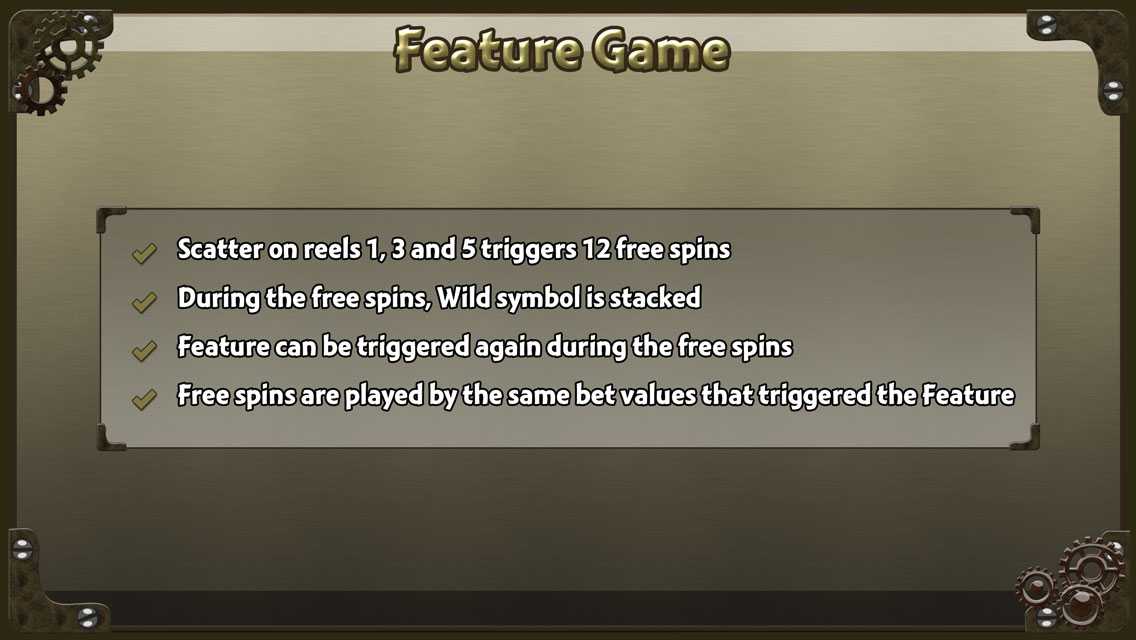 Feature Game
Scatter on reels 1, 3 and 5 triggers 12 free spins
During the free spins, Wild symbol is stacked
Feature can be triggered again during the free spins
Free spins are played by the same bet values that triggered the Feature